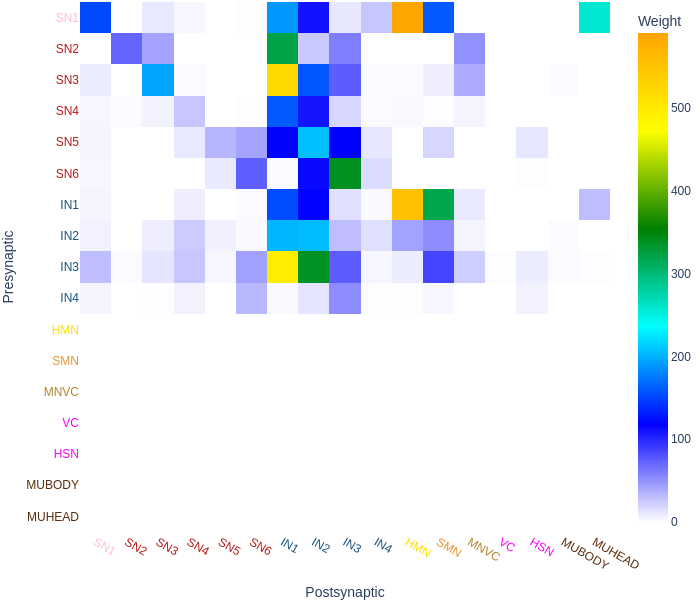 Weight
SN1
SN2
SN3
SN4
SN5
SN6
IN1
IN2
IN3
IN4
HMN
SMN
MNVC
VC
HSN
MUBODY
MUHEAD
Presynaptic
500
400
300
200
100
0
SN1 SN2 SN3 SN4 SN5 SN6 IN1 IN2 IN3 IN4 HMN SMN MNVC VC HSN MUBODY MUHEAD
Postsynaptic